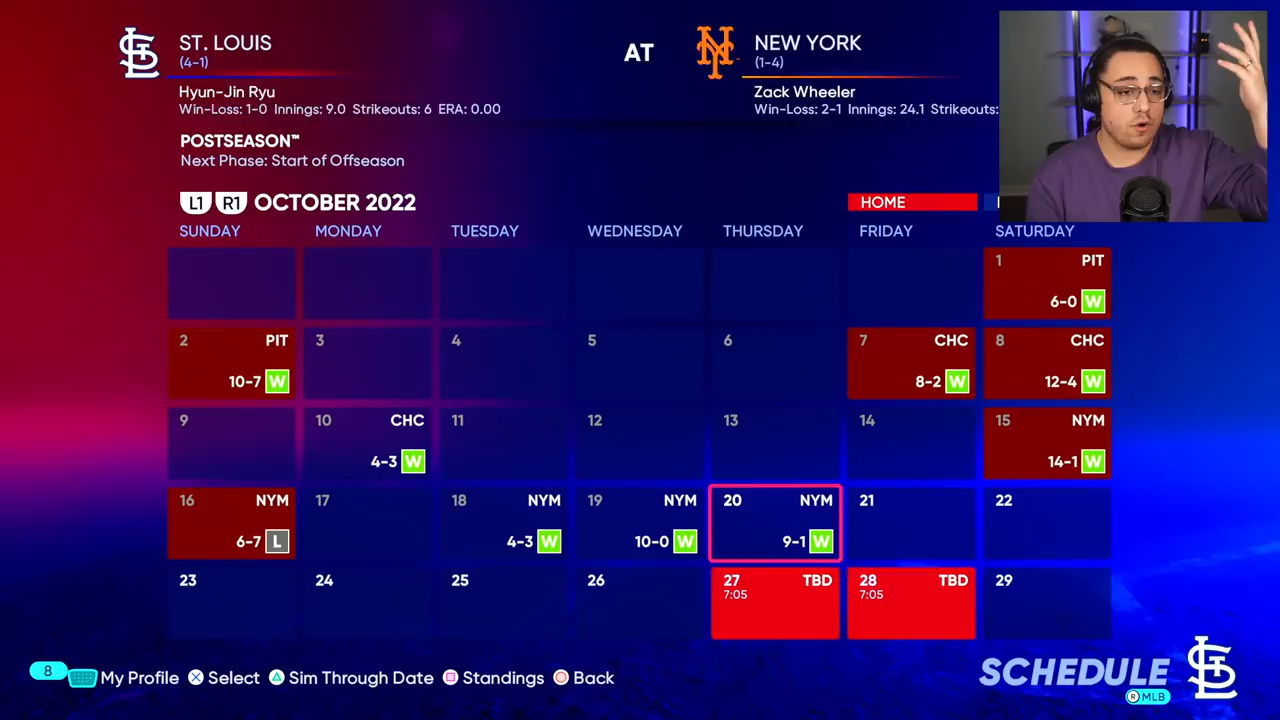 ST. LOUIS
(4-1)
AT
NEW YORK
(1-4)
Hyun-Jin Ryu
Win-Loss: 1-0 Innings: 9.0 Strikeouts: 6 ERA: 0.00
Zack Wheeler
Win-Loss: 2-1 Innings: 24.1 Strikeouts:
POSTSEASON™
Next Phase: Start of Offseason
L1 R1 OCTOBER 2022
HOME
SUNDAY MONDAY TUESDAY WEDNESDAY THURSDAY FRIDAY SATURDAY
1 PIT
6-0 W
2 PIT 3 4 5 6 7 CHC 8 CHC
10-7 W 8-2 W 12-4 W
9 10 CHC 11 12 13 14 15 NYM
4-3 W 14-1 W
16 NYM 17 18 NYM 19 NYM 20 NYM 21 22
6-7 L 4-3 W 10-0 W 9-1 W
23 24 25 26 27 TBD 28 TBD 29
7:05 7:05
8 My Profile Select Sim Through Date Standings Back
SCHEDULE
R MLB